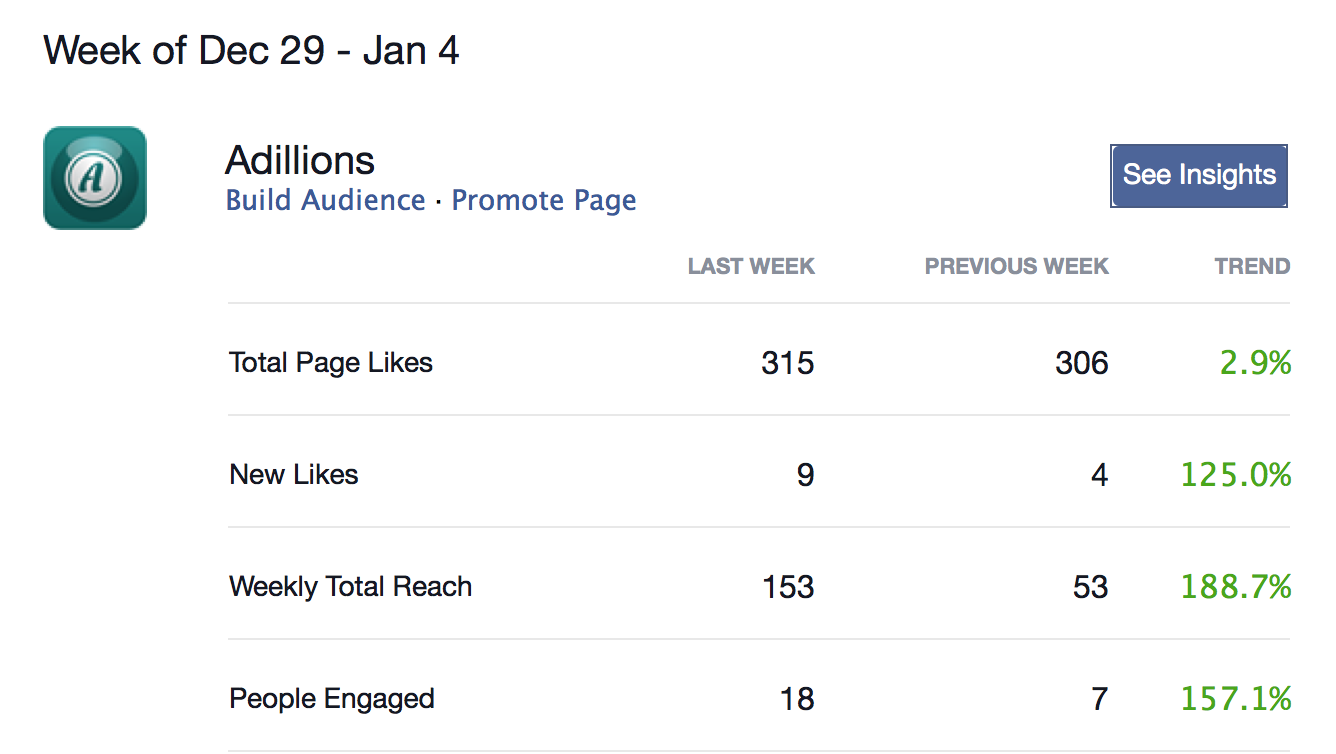 Week of Dec 29 - Jan 4
A
Adillions
Build Audience · Promote Page
See Insights
LAST WEEK PREVIOUS WEEK TREND
Total Page Likes 315 306 2.9%
New Likes 9 4 125.0%
Weekly Total Reach 153 53 188.7%
People Engaged 18 7 157.1%